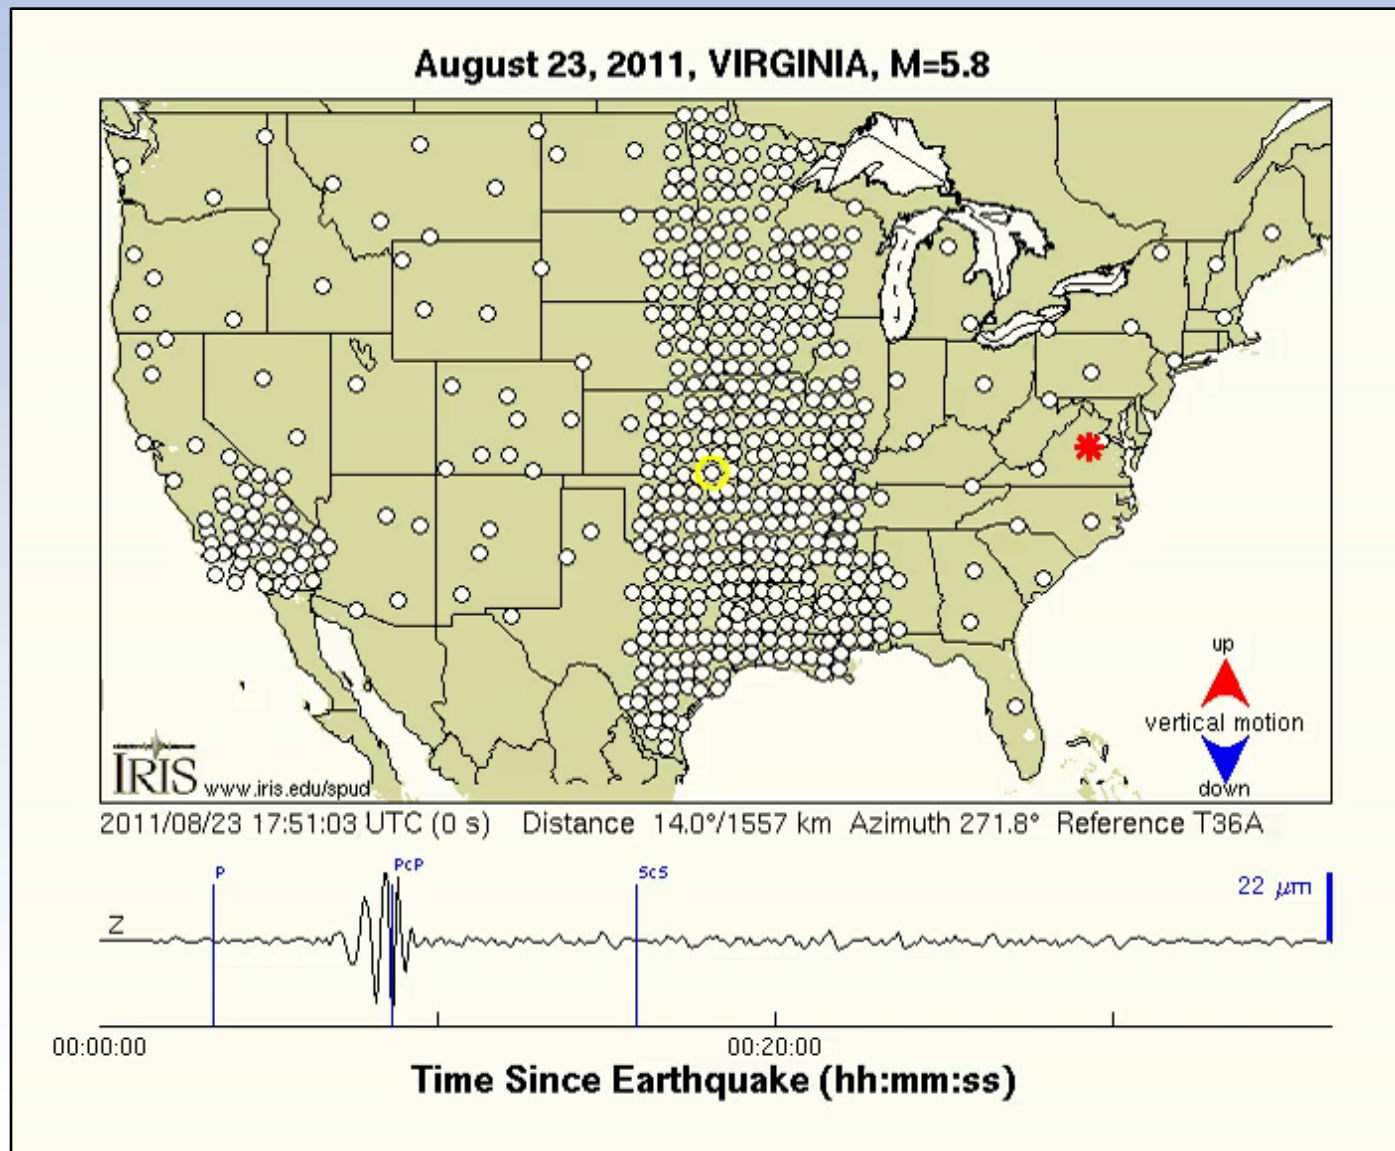 August 23, 2011, VIRGINIA, M=5.8
up
vertical motion
down
IRIS www.iris.edu/spud
2011/08/23 17:51:03 UTC (0 s) Distance 14.0°/1557 km Azimuth 271.8° Reference T36A
P PcP ScS
22 μm
Z
00:00:00 00:20:00
Time Since Earthquake (hh:mm:ss)